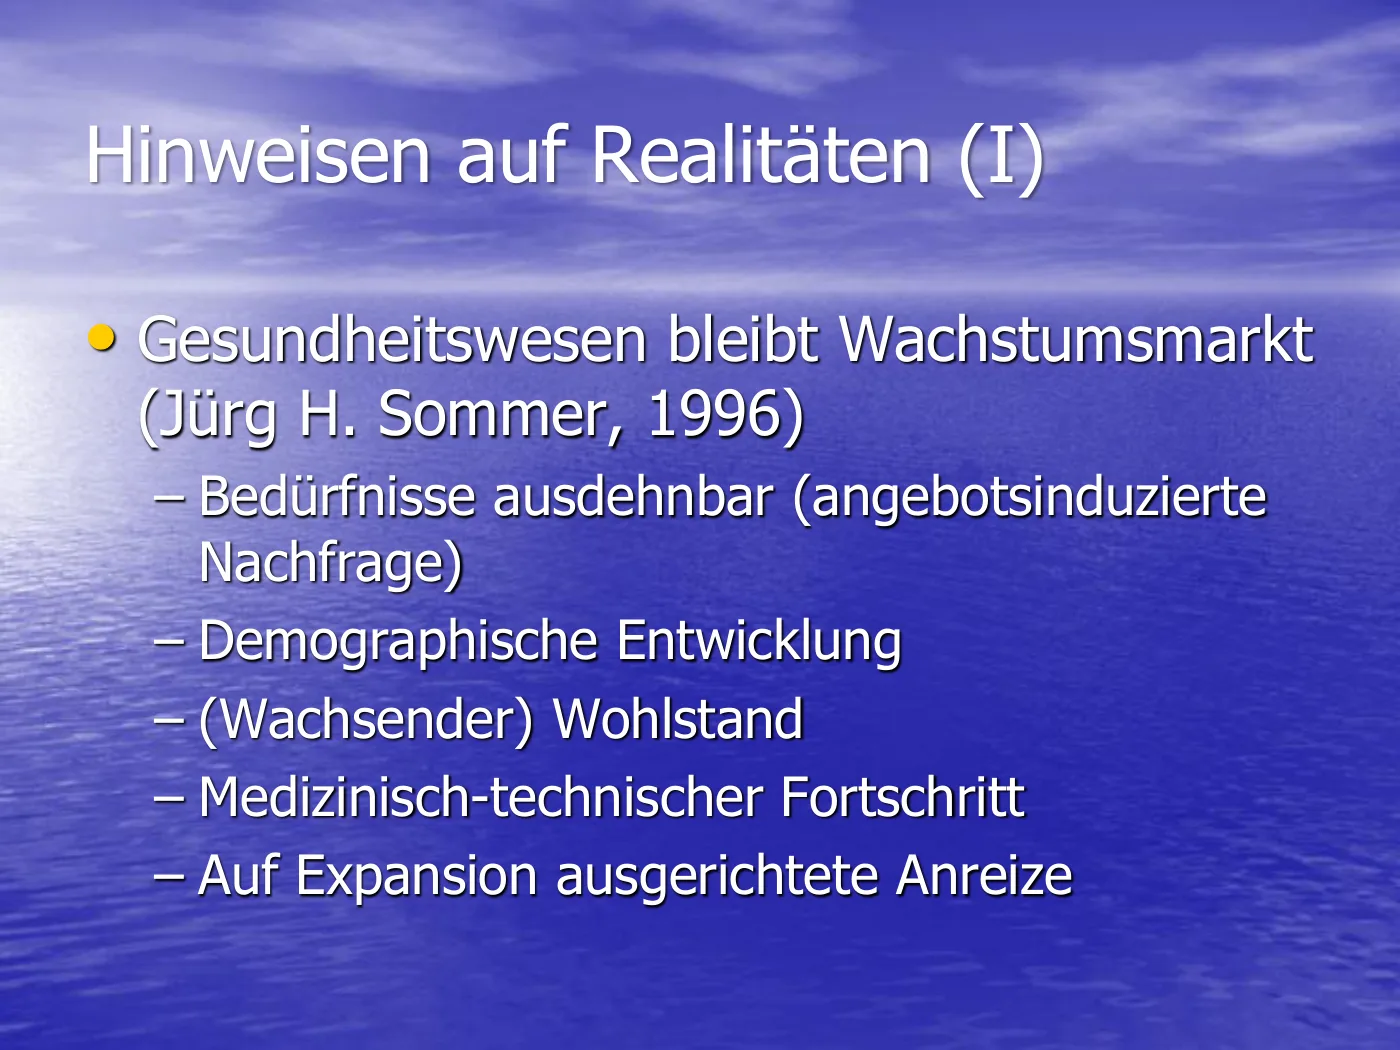 Hinweisen auf Realitäten (I)
• Gesundheitswesen bleibt Wachstumsmarkt
(Jürg H. Sommer, 1996)
– Bedürfnisse ausdehnbar (angebotsinduzierte
Nachfrage)
– Demographische Entwicklung
– (Wachsender) Wohlstand
– Medizinisch-technischer Fortschritt
– Auf Expansion ausgerichtete Anreize